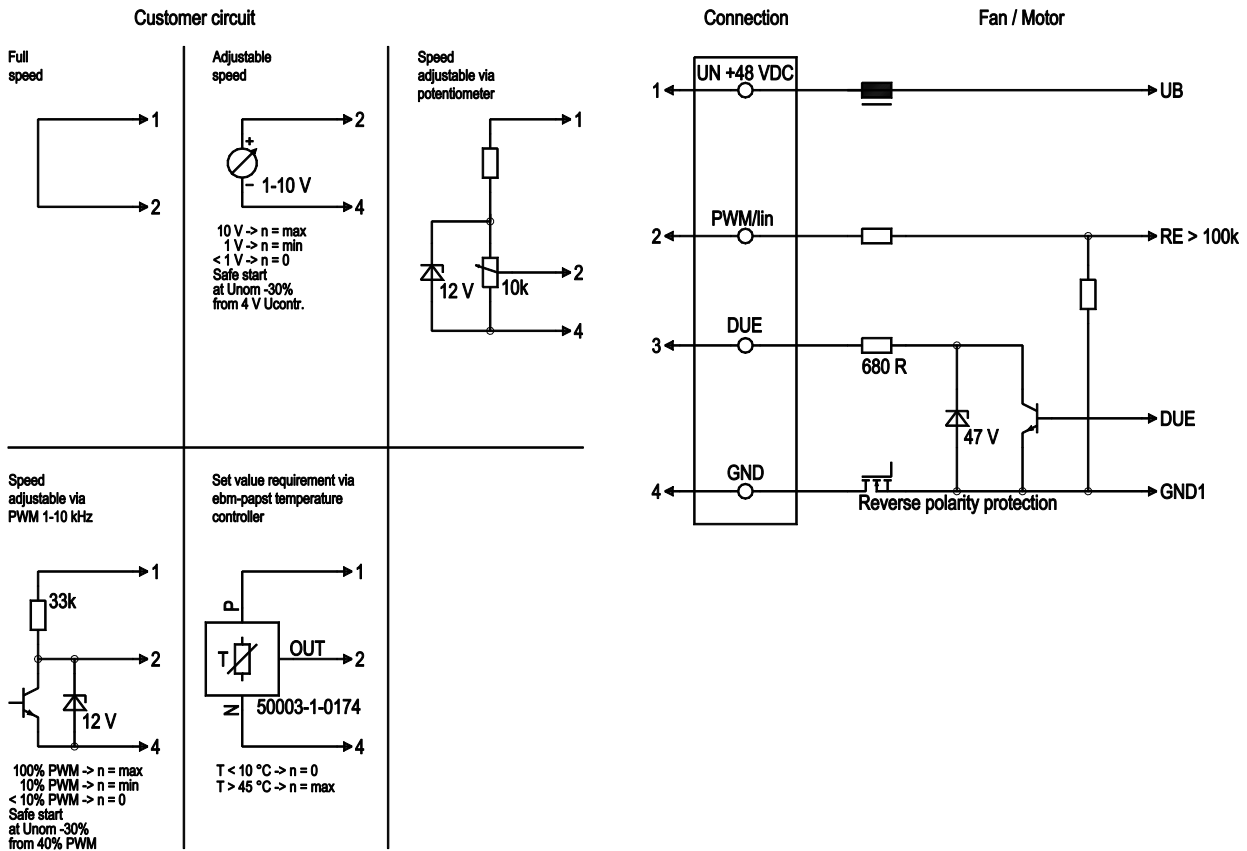 Customer circuit
Connection
Fan / Motor
Full
speed
1
2
Adjustable
speed
2
+
–
1-10 V
4
10 V -> n = max
1 V -> n = min
< 1 V -> n = 0
Safe start
at Unom -30%
from 4 V Ucontr.
Speed
adjustable via
potentiometer
1
2
12 V
10k
4
Speed
adjustable via
PWM 1-10 kHz
1
33k
2
12 V
4
100% PWM -> n = max
10% PWM -> n = min
< 10% PWM -> n = 0
Safe start
at Unom -30%
from 40% PWM
Set value requirement via
ebm-papst temperature
controller
1
P
T
OUT
2
N
50003-1-0174
4
T < 10 °C -> n = 0
T > 45 °C -> n = max
UN +48 VDC
1
UB
PWM/lin
2
RE > 100k
DUE
3
680 R
47 V
DUE
GND
4
GND1
Reverse polarity protection